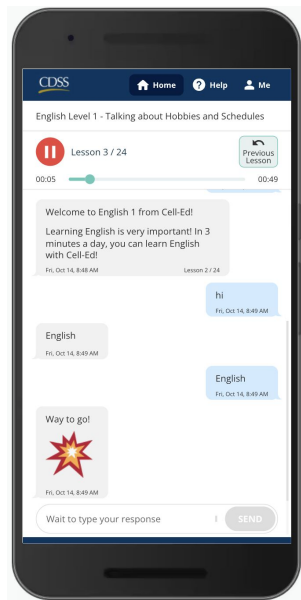 CDSS
Home
Help
Me
English Level 1 - Talking about Hobbies and Schedules
Lesson 3 / 24
Previous
Lesson
00:05
00:49
Welcome to English 1 from Cell-Ed!
Learning English is very important! In 3
minutes a day, you can learn English
with Cell-Ed!
Fri, Oct 14, 8:48 AM
Lesson 2 / 24
hi
Fri, Oct 14, 8:49 AM
English
Fri, Oct 14, 8:49 AM
English
Fri, Oct 14, 8:49 AM
Way to go!
Fri, Oct 14, 8:49 AM
Wait to type your response
SEND